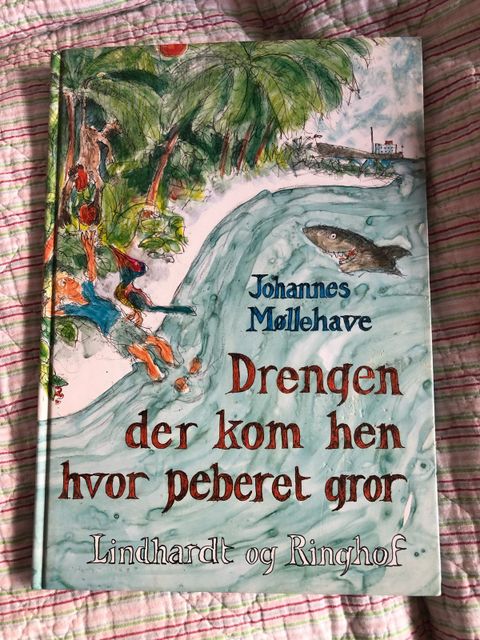 Johannes
Møllehave
Drengen
der kom hen
hvor peberet gror
Lindhardt og Ringhof